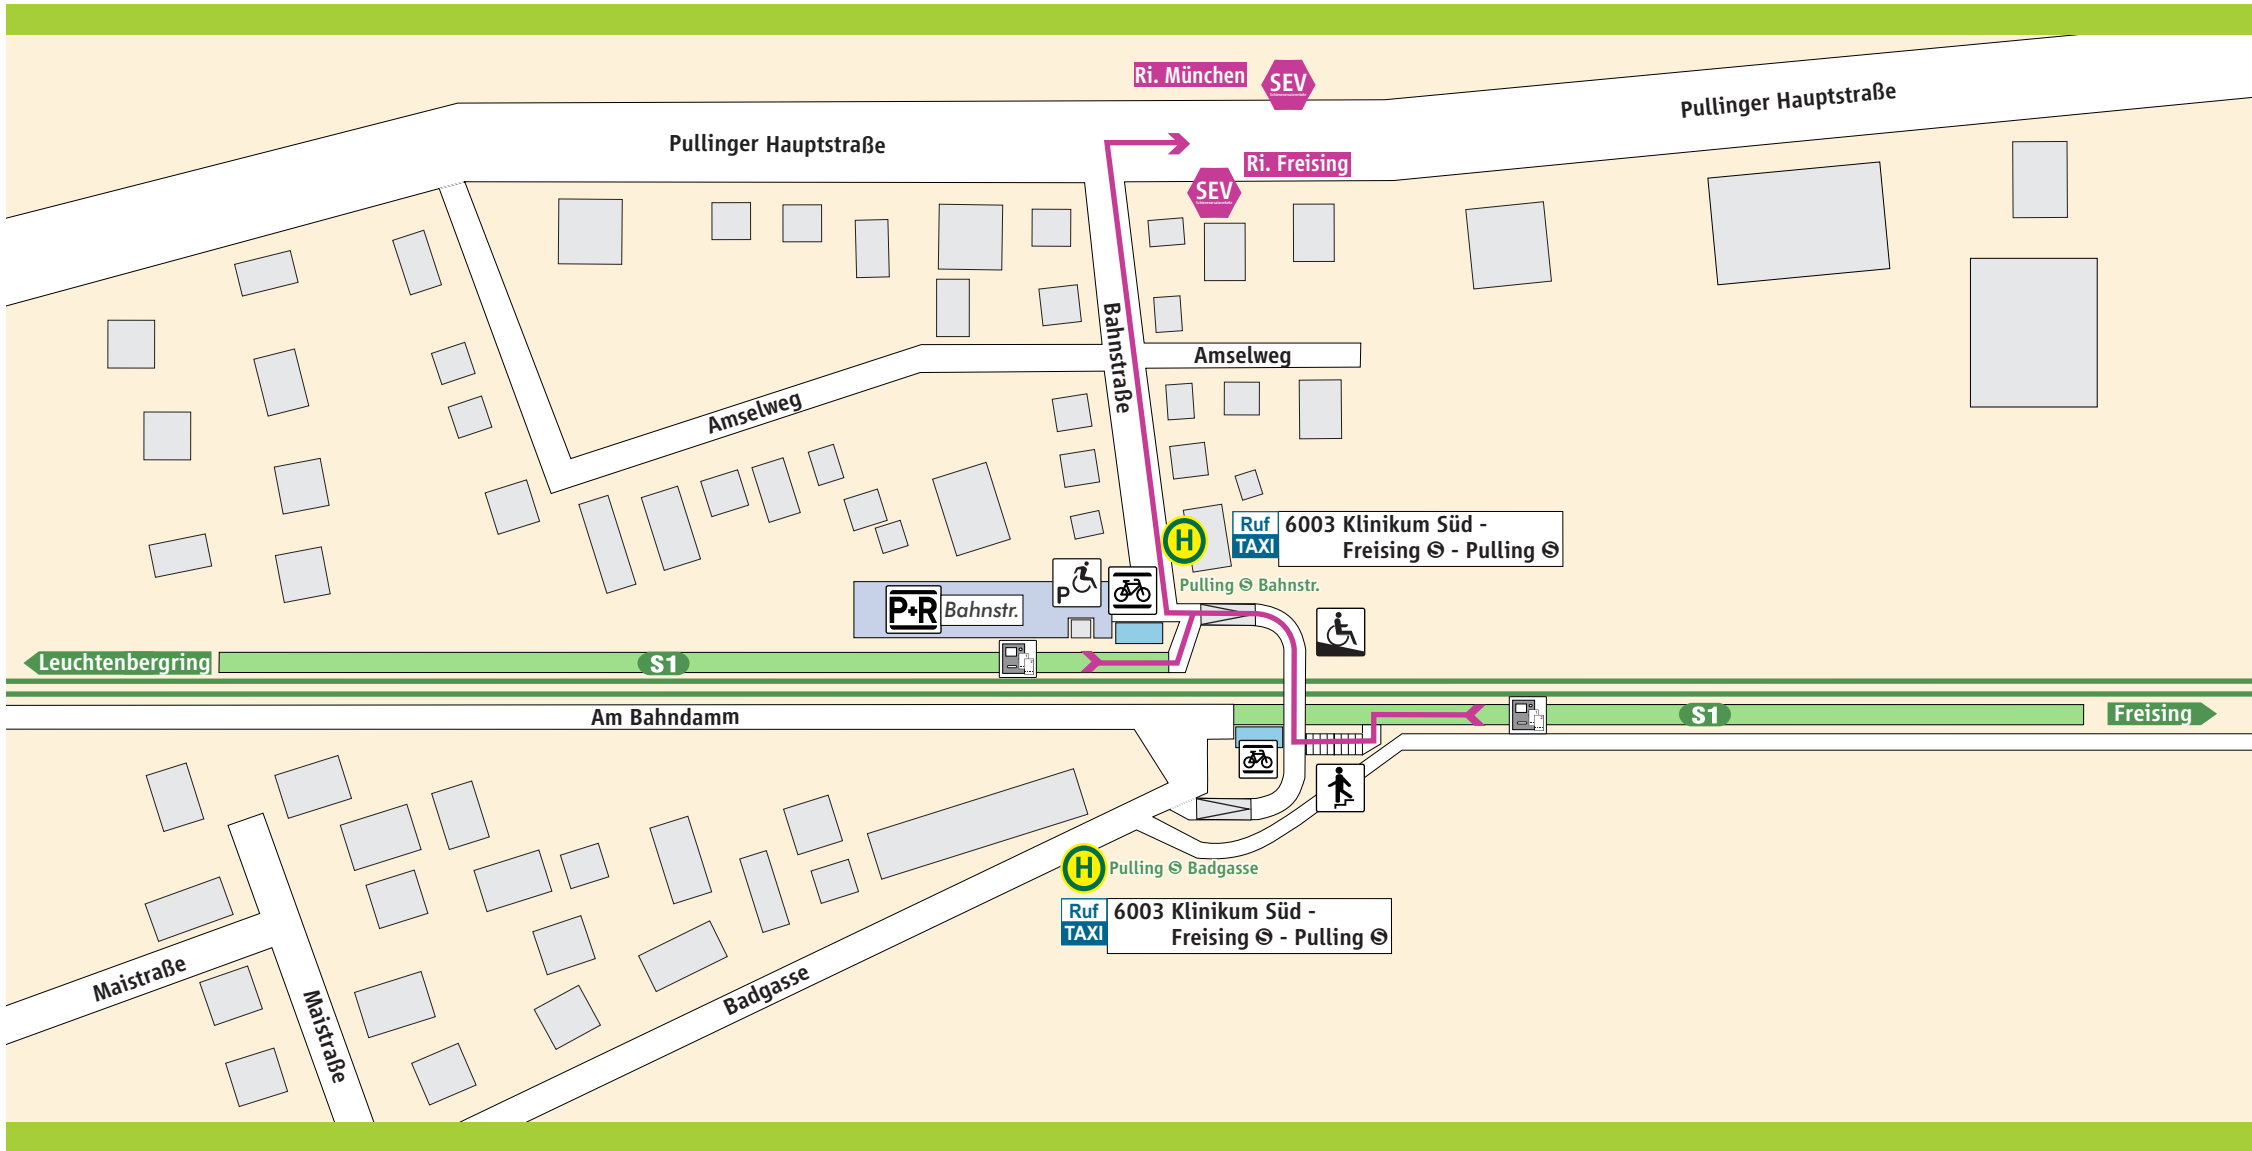 Ri. München
SEV
Pullinger Hauptstraße
Pullinger Hauptstraße
Ri. Freising
SEV
Bahnstraße
Amselweg
Amselweg
H
Ruf
TAXI
6003 Klinikum Süd -
Freising S - Pulling S
Pulling S Bahnstr.
P
P+R
Bahnstr.
Leuchtenbergring
S1
Am Bahndamm
S1
Freising
H
Pulling S Badgasse
Ruf
TAXI
6003 Klinikum Süd -
Freising S - Pulling S
Maistraße
Maistraße
Badgasse